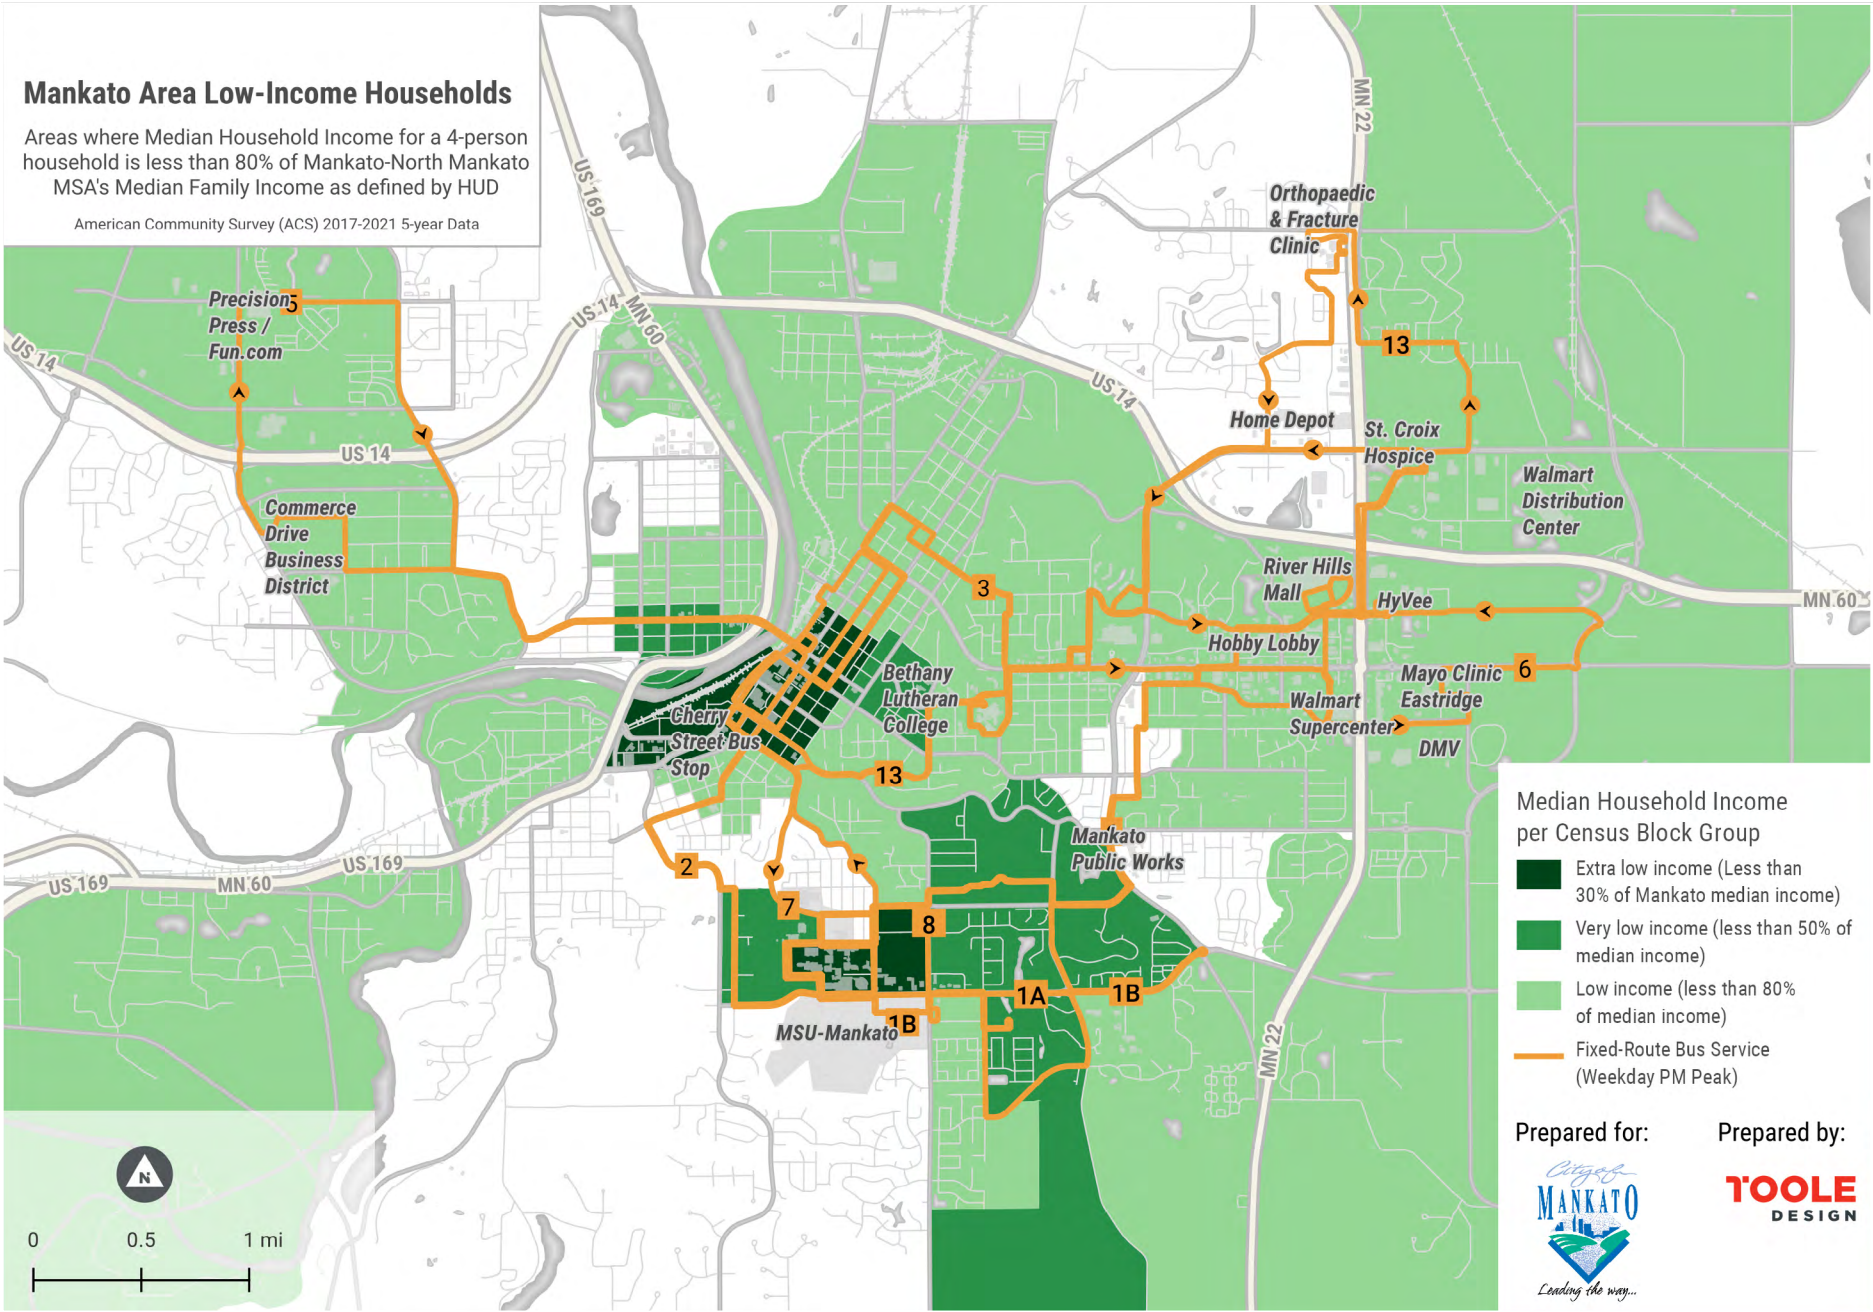 Mankato Area Low-Income Households
Areas where Median Household Income for a 4-person
household is less than 80% of Mankato-North Mankato
MSA's Median Family Income as defined by HUD
American Community Survey (ACS) 2017-2021 5-year Data
US 169
MN 22
Orthopaedic
& Fracture
Clinic
Precision
Press /
Fun.com
5
US 14
MN 60
US 14
US 14
13
US 14
Home Depot
St. Croix
Hospice
US 14
Walmart
Distribution
Center
Commerce
Drive
Business
District
3
River Hills
Mall
HyVee
MN 60
Hobby Lobby
6
Bethany
Lutheran
College
Mayo Clinic
Eastridge
Walmart
Supercenter
DMV
Cherry
Street Bus
Stop
13
Mankato
Public Works
2
US 169
MN 60
US 169
7
8
1A
1B
1B
MSU-Mankato
MN 22
Median Household Income
per Census Block Group
Extra low income (Less than
30% of Mankato median income)
Very low income (less than 50% of
median income)
Low income (less than 80%
of median income)
Fixed-Route Bus Service
(Weekday PM Peak)
Prepared for:
Prepared by:
City of
MANKATO
Leading the way...
TOOLE
DESIGN
N
0 0.5 1 mi